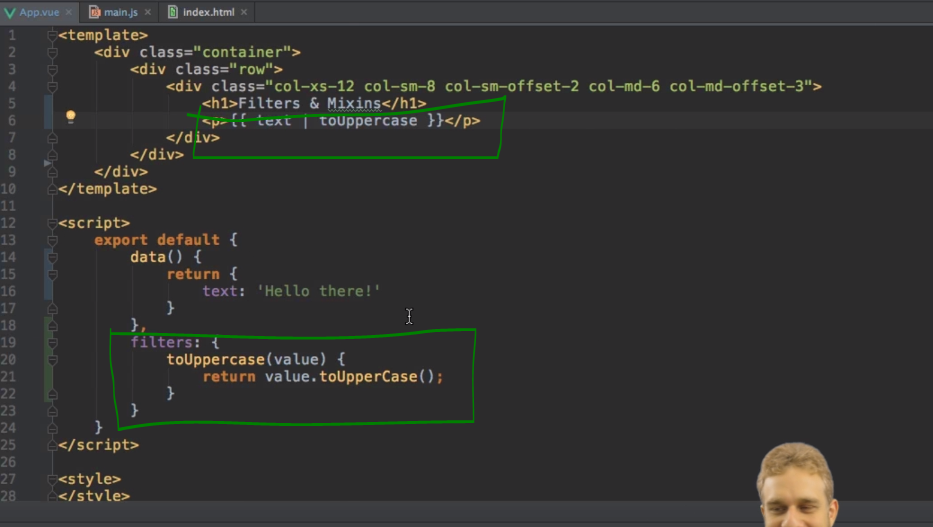 App.vue × main.js × index.html ×
1 <template>
2 <div class="container">
3 <div class="row">
4 <div class="col-xs-12 col-sm-8 col-sm-offset-2 col-md-6 col-md-offset-3">
5 <h1>Filters & Mixins</h1>
6 <p>{{ text | toUppercase }}</p>
7 </div>
8 </div>
9 </div>
10 </template>
11
12 <script>
13 export default {
14 data() {
15 return {
16 text: 'Hello there!'
17 }
18 },
19 filters: {
20 toUppercase(value) {
21 return value.toUpperCase();
22 }
23 }
24 }
25 </script>
26
27 <style>
28 </style>